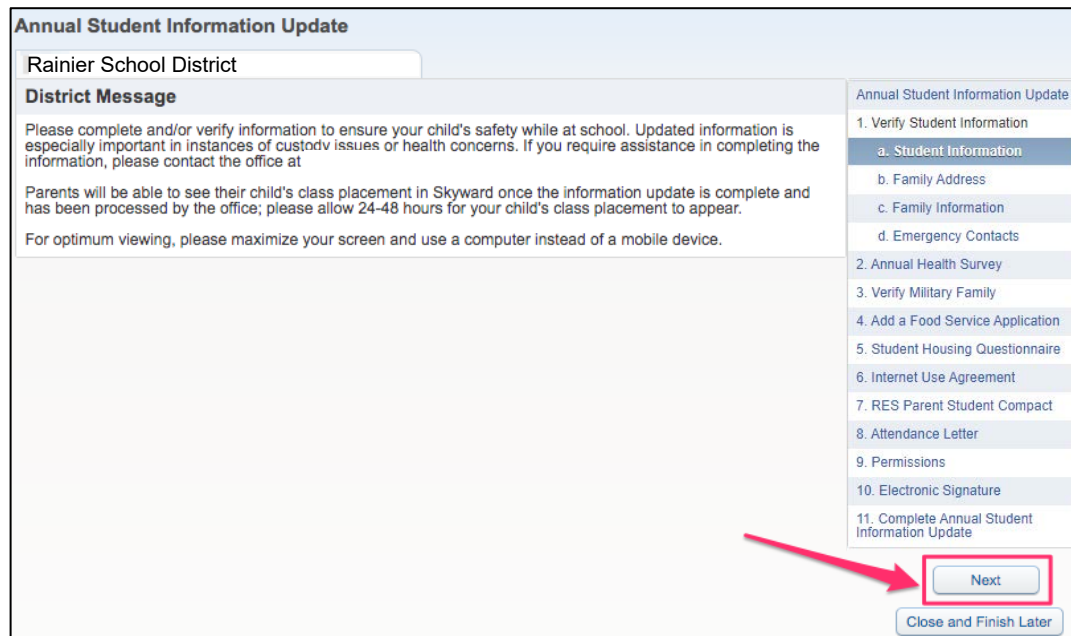 Annual Student Information Update
Rainier School District
District Message
Please complete and/or verify information to ensure your child's safety while at school. Updated information is
especially important in instances of custody issues or health concerns. If you require assistance in completing the
information, please contact the office at
Parents will be able to see their child's class placement in Skyward once the information update is complete and
has been processed by the office; please allow 24-48 hours for your child's class placement to appear.
For optimum viewing, please maximize your screen and use a computer instead of a mobile device.
Annual Student Information Update
1. Verify Student Information
a. Student Information
b. Family Address
c. Family Information
d. Emergency Contacts
2. Annual Health Survey
3. Verify Military Family
4. Add a Food Service Application
5. Student Housing Questionnaire
6. Internet Use Agreement
7. RES Parent Student Compact
8. Attendance Letter
9. Permissions
10. Electronic Signature
11. Complete Annual Student
Information Update
Next
Close and Finish Later